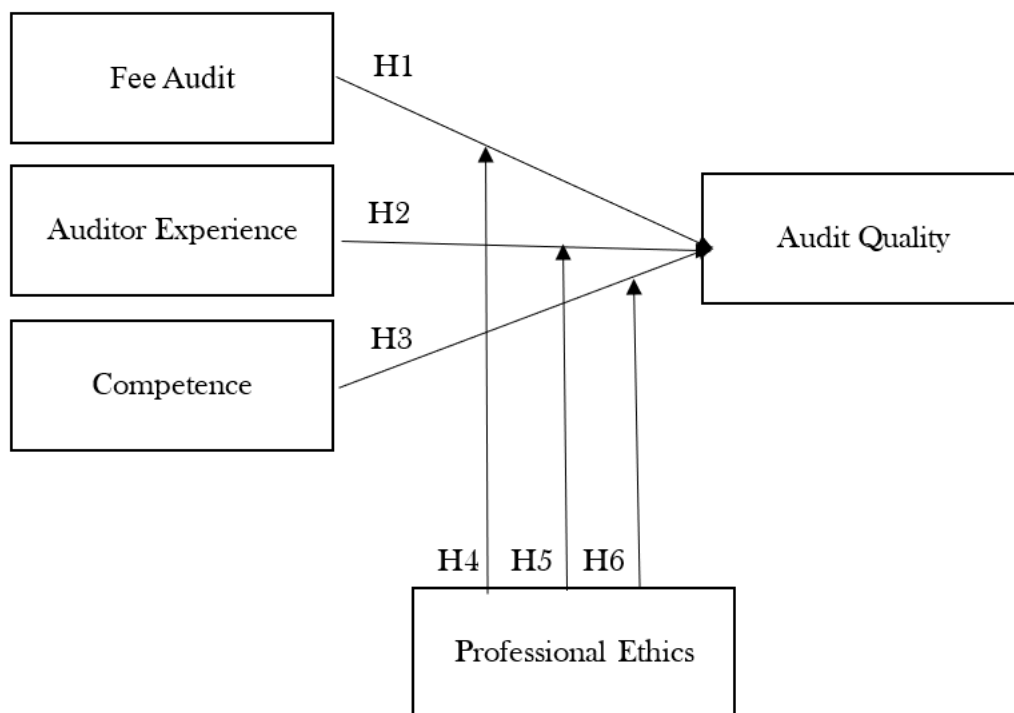 Fee Audit
H1
Auditor Experience
H2
Audit Quality
H3
Competence
H4
H5
H6
Professional Ethics